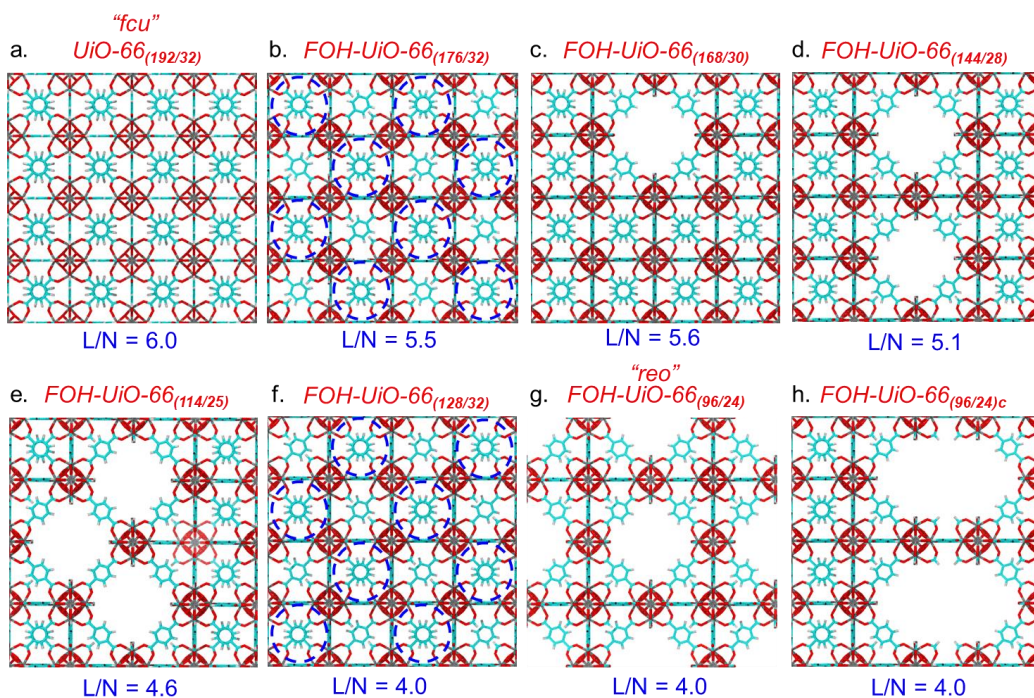 "fcu"
a. UiO-66(192/32)
b. FOH-UiO-66(176/32)
c. FOH-UiO-66(168/30)
d. FOH-UiO-66(144/28)
L/N = 6.0
L/N = 5.5
L/N = 5.6
L/N = 5.1
e. FOH-UiO-66(114/25)
f. FOH-UiO-66(128/32)
"reo"
g. FOH-UiO-66(96/24)
h. FOH-UiO-66(96/24)c
L/N = 4.6
L/N = 4.0
L/N = 4.0
L/N = 4.0